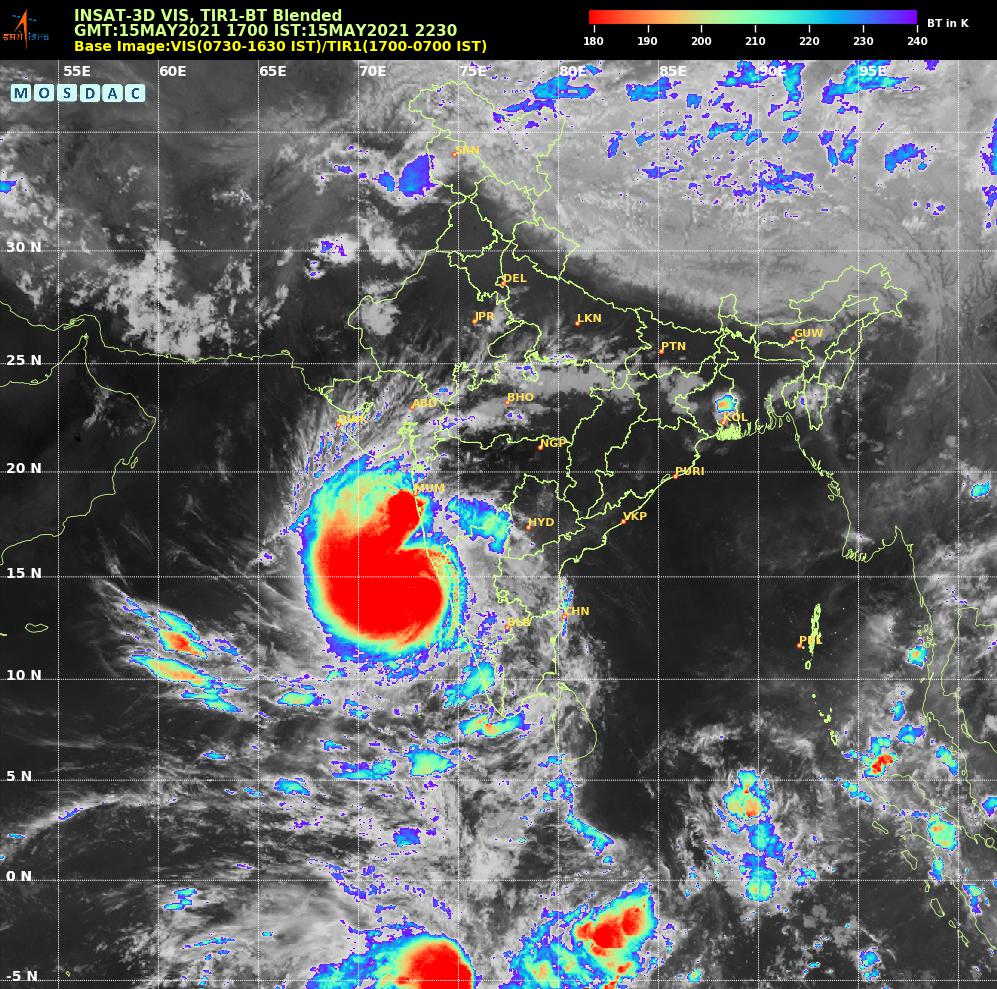 INSAT-3D VIS, TIR1-BT Blended
GMT:15MAY2021 1700 IST:15MAY2021 2230
Base Image:VIS(0730-1630 IST)/TIR1(1700-0700 IST)
BT in K
180 190 200 210 220 230 240
55E 60E 65E 70E 75E 80E 85E 90E 95E
MOSDAC
SRN
30 N
DEL
JPR
LKN
GUW
PTN
25 N
BHO
ABD
KOL
NGP
20 N
PURI
MUM
HYD
VKP
15 N
CHN
BLR
PBL
10 N
5 N
0 N
-5 N